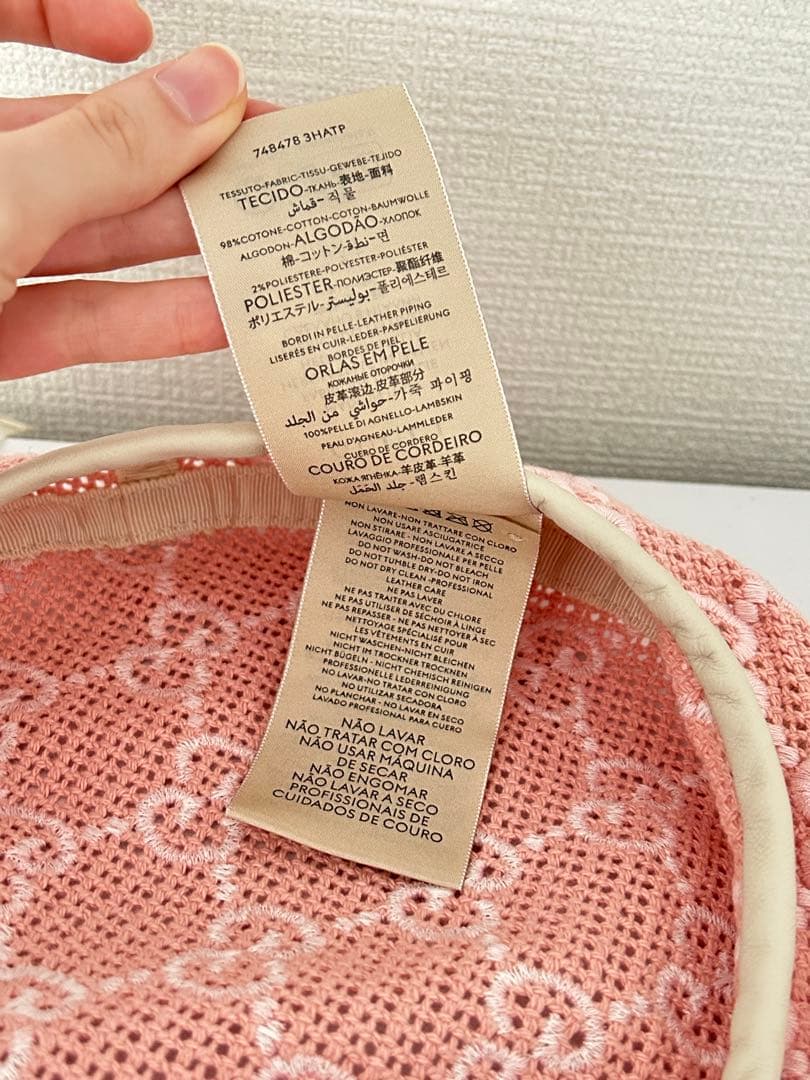 748478 3HATP
TESSUTO-FABRIC-TISSU-GEWEBE-TEJIDO
TECIDO-ТКАНЬ-表地-面料
قماش-직물
98%COTONE-COTTON-COTON-BAUMWOLLE
ALGODON-ALGODÃO-ХЛОПОК
棉-コットン-نطق-면
2%POLIESTERE-POLYESTER-POLIÉSTER
POLIESTER-ПОЛИЭСТЕР-聚酯纤维
ポリエステル-بوليستر-폴리에스테르
BORDI IN PELLE-LEATHER PIPING
LISERÉS EN CUIR-LEDER-PASPELIERUNG
BORDES DE PIEL
ORLAS EM PELE
КОЖАНЫЕ ОТОРОЧКИ
皮革滚边-皮革部分
حواشي من الجلد-가죽 파이핑
100%PELLE DI AGNELLO-LAMBSKIN
PEAU D'AGNEAU-LAMMLEDER
CUERO DE CORDERO
COURO DE CORDEIRO
КОЖА ЯГНЁНКА-羊皮革-羊革
جلد الحَمَل-램스킨
NON LAVARE-NON TRATTARE CON CLORO
NON USARE ASCIUGATRICE
NON STIRARE-NON LAVARE A SECCO
LAVAGGIO PROFESSIONALE PER PELLE
DO NOT WASH-DO NOT BLEACH
DO NOT TUMBLE DRY-DO NOT IRON
DO NOT DRY CLEAN-PROFESSIONAL
LEATHER CARE
NE PAS LAVER
NE PAS TRAITER AVEC DU CHLORE
NE PAS UTILISER DE SÉCHOIR À LINGE
NE PAS REPASSER-NE PAS NETTOYER À SEC
NETTOYAGE SPÉCIALISÉ POUR
LES VÊTEMENTS EN CUIR
NICHT WASCHEN-NICHT BLEICHEN
NICHT IM TROCKNER TROCKNEN
NICHT BÜGELN - NICHT CHEMISCH REINIGEN
PROFESSIONELLE LEDERREINIGUNG
NO LAVAR-NO TRATAR CON CLORO
NO UTILIZAR SECADORA
NO PLANCHAR - NO LAVAR EN SECO
LAVADO PROFESIONAL PARA CUERO
NÃO LAVAR
NÃO TRATAR COM CLORO
NÃO USAR MÁQUINA
DE SECAR
NÃO ENGOMAR
NÃO LAVAR A SECO
PROFISSIONAIS DE
CUIDADOS DE COURO